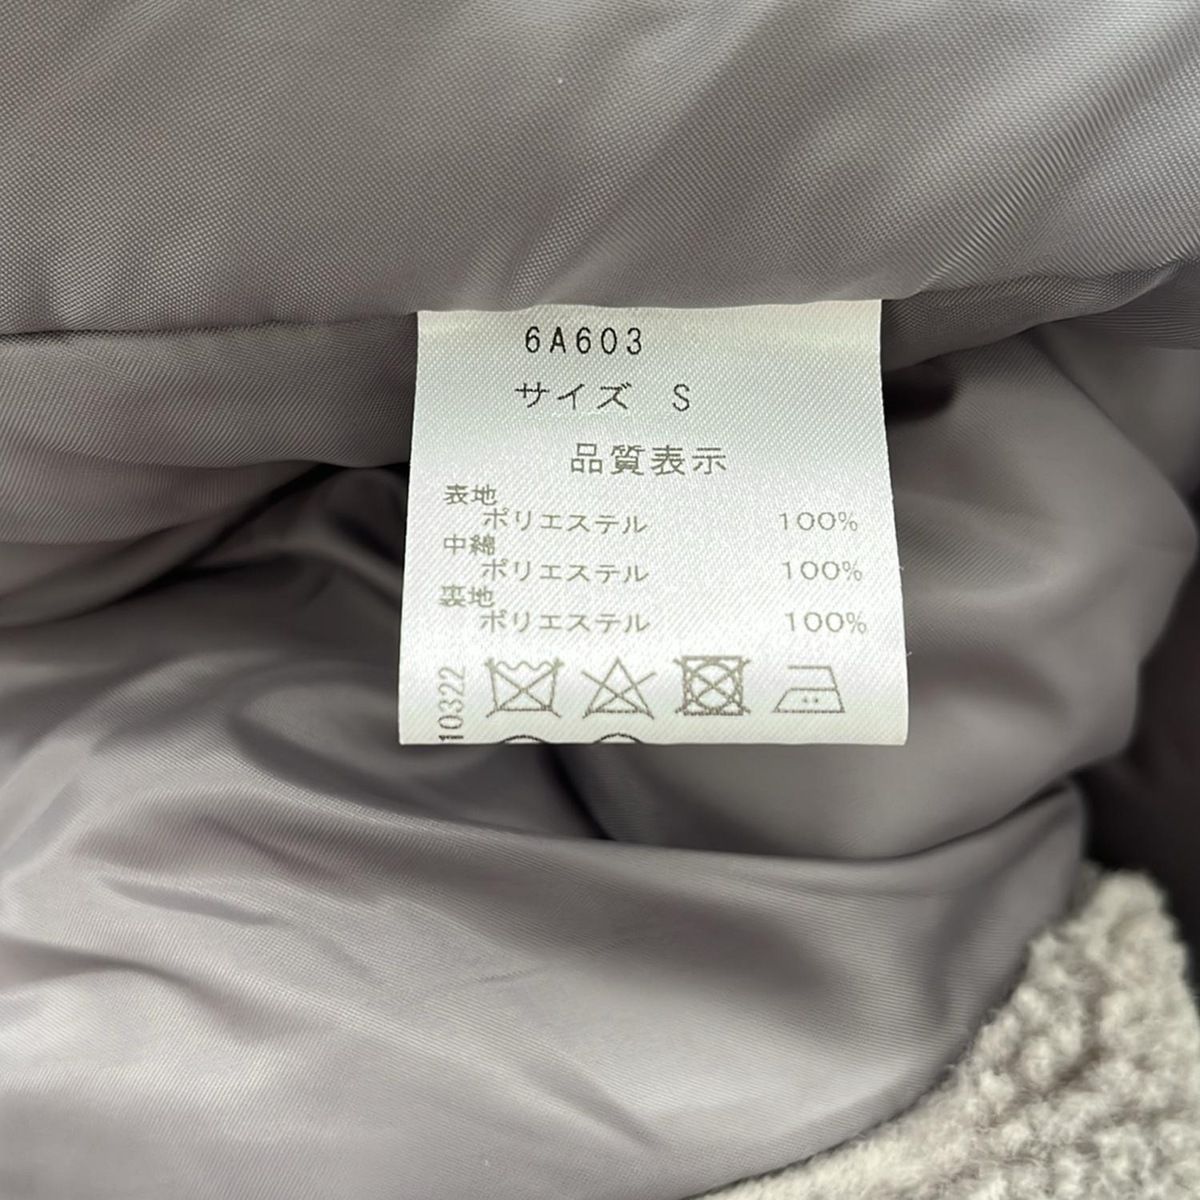 6A603
サイズ S
品質表示
表地
ポリエステル 100%
中綿
ポリエステル 100%
裏地
ポリエステル 100%
10322